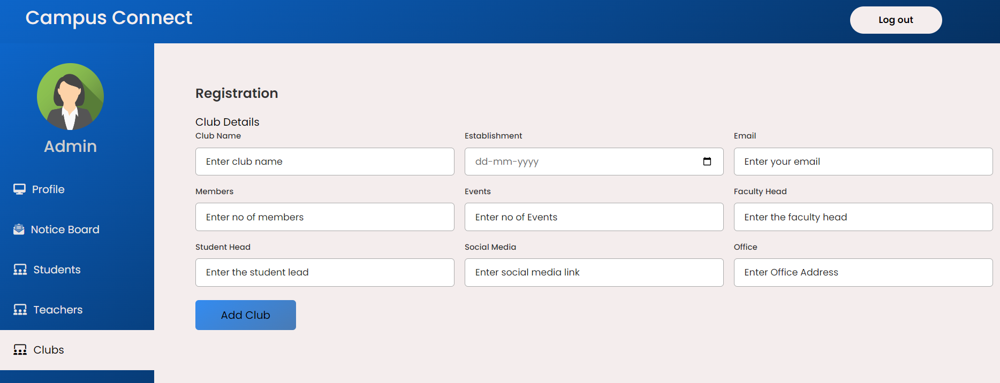 Campus Connect
Log out
Admin
Profile
Notice Board
Students
Teachers
Clubs
Registration
Club Details
Club Name Establishment Email
Enter club name dd-mm-yyyy Enter your email
Members Events Faculty Head
Enter no of members Enter no of Events Enter the faculty head
Student Head Social Media Office
Enter the student lead Enter social media link Enter Office Address
Add Club